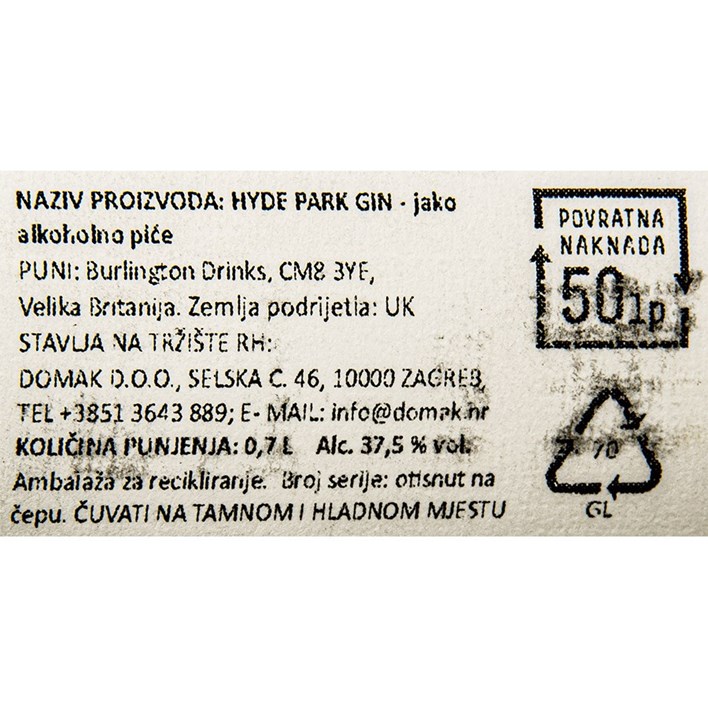 NAZIV PROIZVODA: HYDE PARK GIN - jako
alkoholno piće
PUNI: Burlington Drinks, CM8 3YE,
Velika Britanija. Zemlja podrijetla: UK
STAVLJA NA TRŽIŠTE RH:
DOMAK D.O.O., SELSKA C. 46, 10000 ZAGREB,
TEL +3851 3643 889; E- MAIL: info@domak.hr
KOLIČINA PUNJENJA: 0,7 L Alc. 37,5 % vol.
Ambalaža za recikliranje. Broj serije: otisnut na
čepu. ČUVATI NA TAMNOM I HLADNOM MJESTU
POVRATNA
NAKNADA
50 lp
70
GL